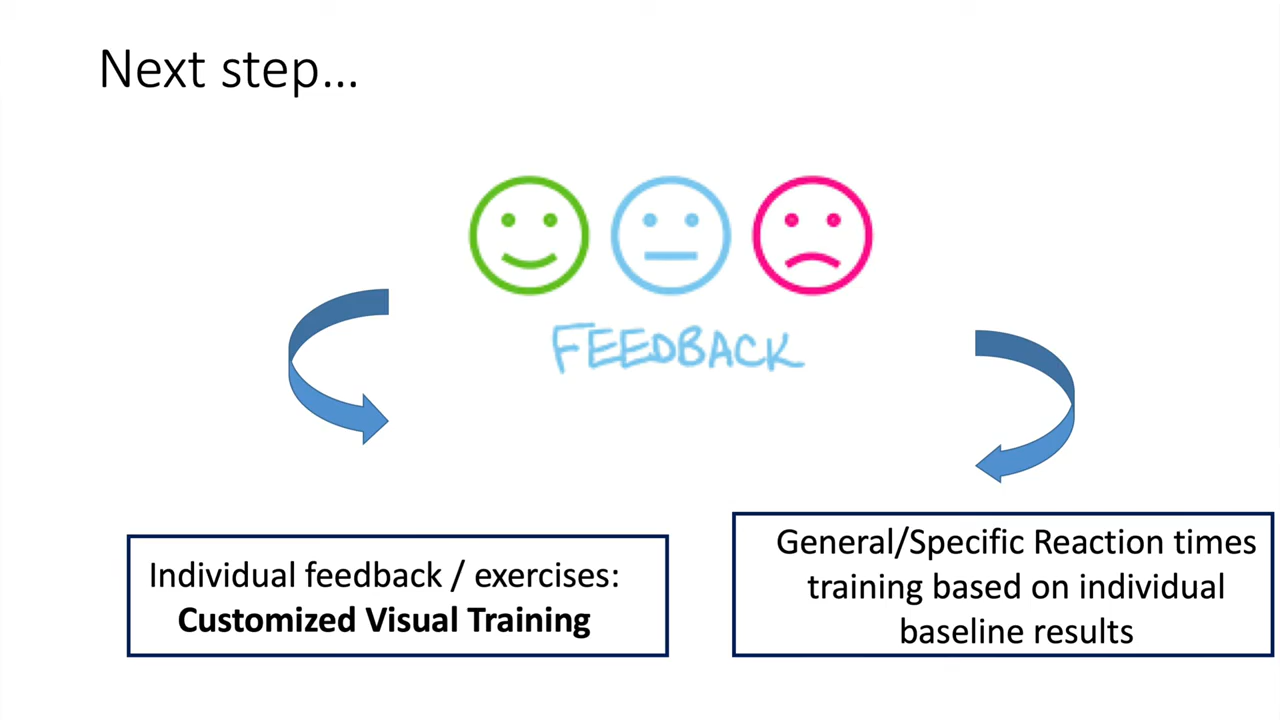 Next step...
FEEDBACK
Individual feedback / exercises:
Customized Visual Training
General/Specific Reaction times
training based on individual
baseline results